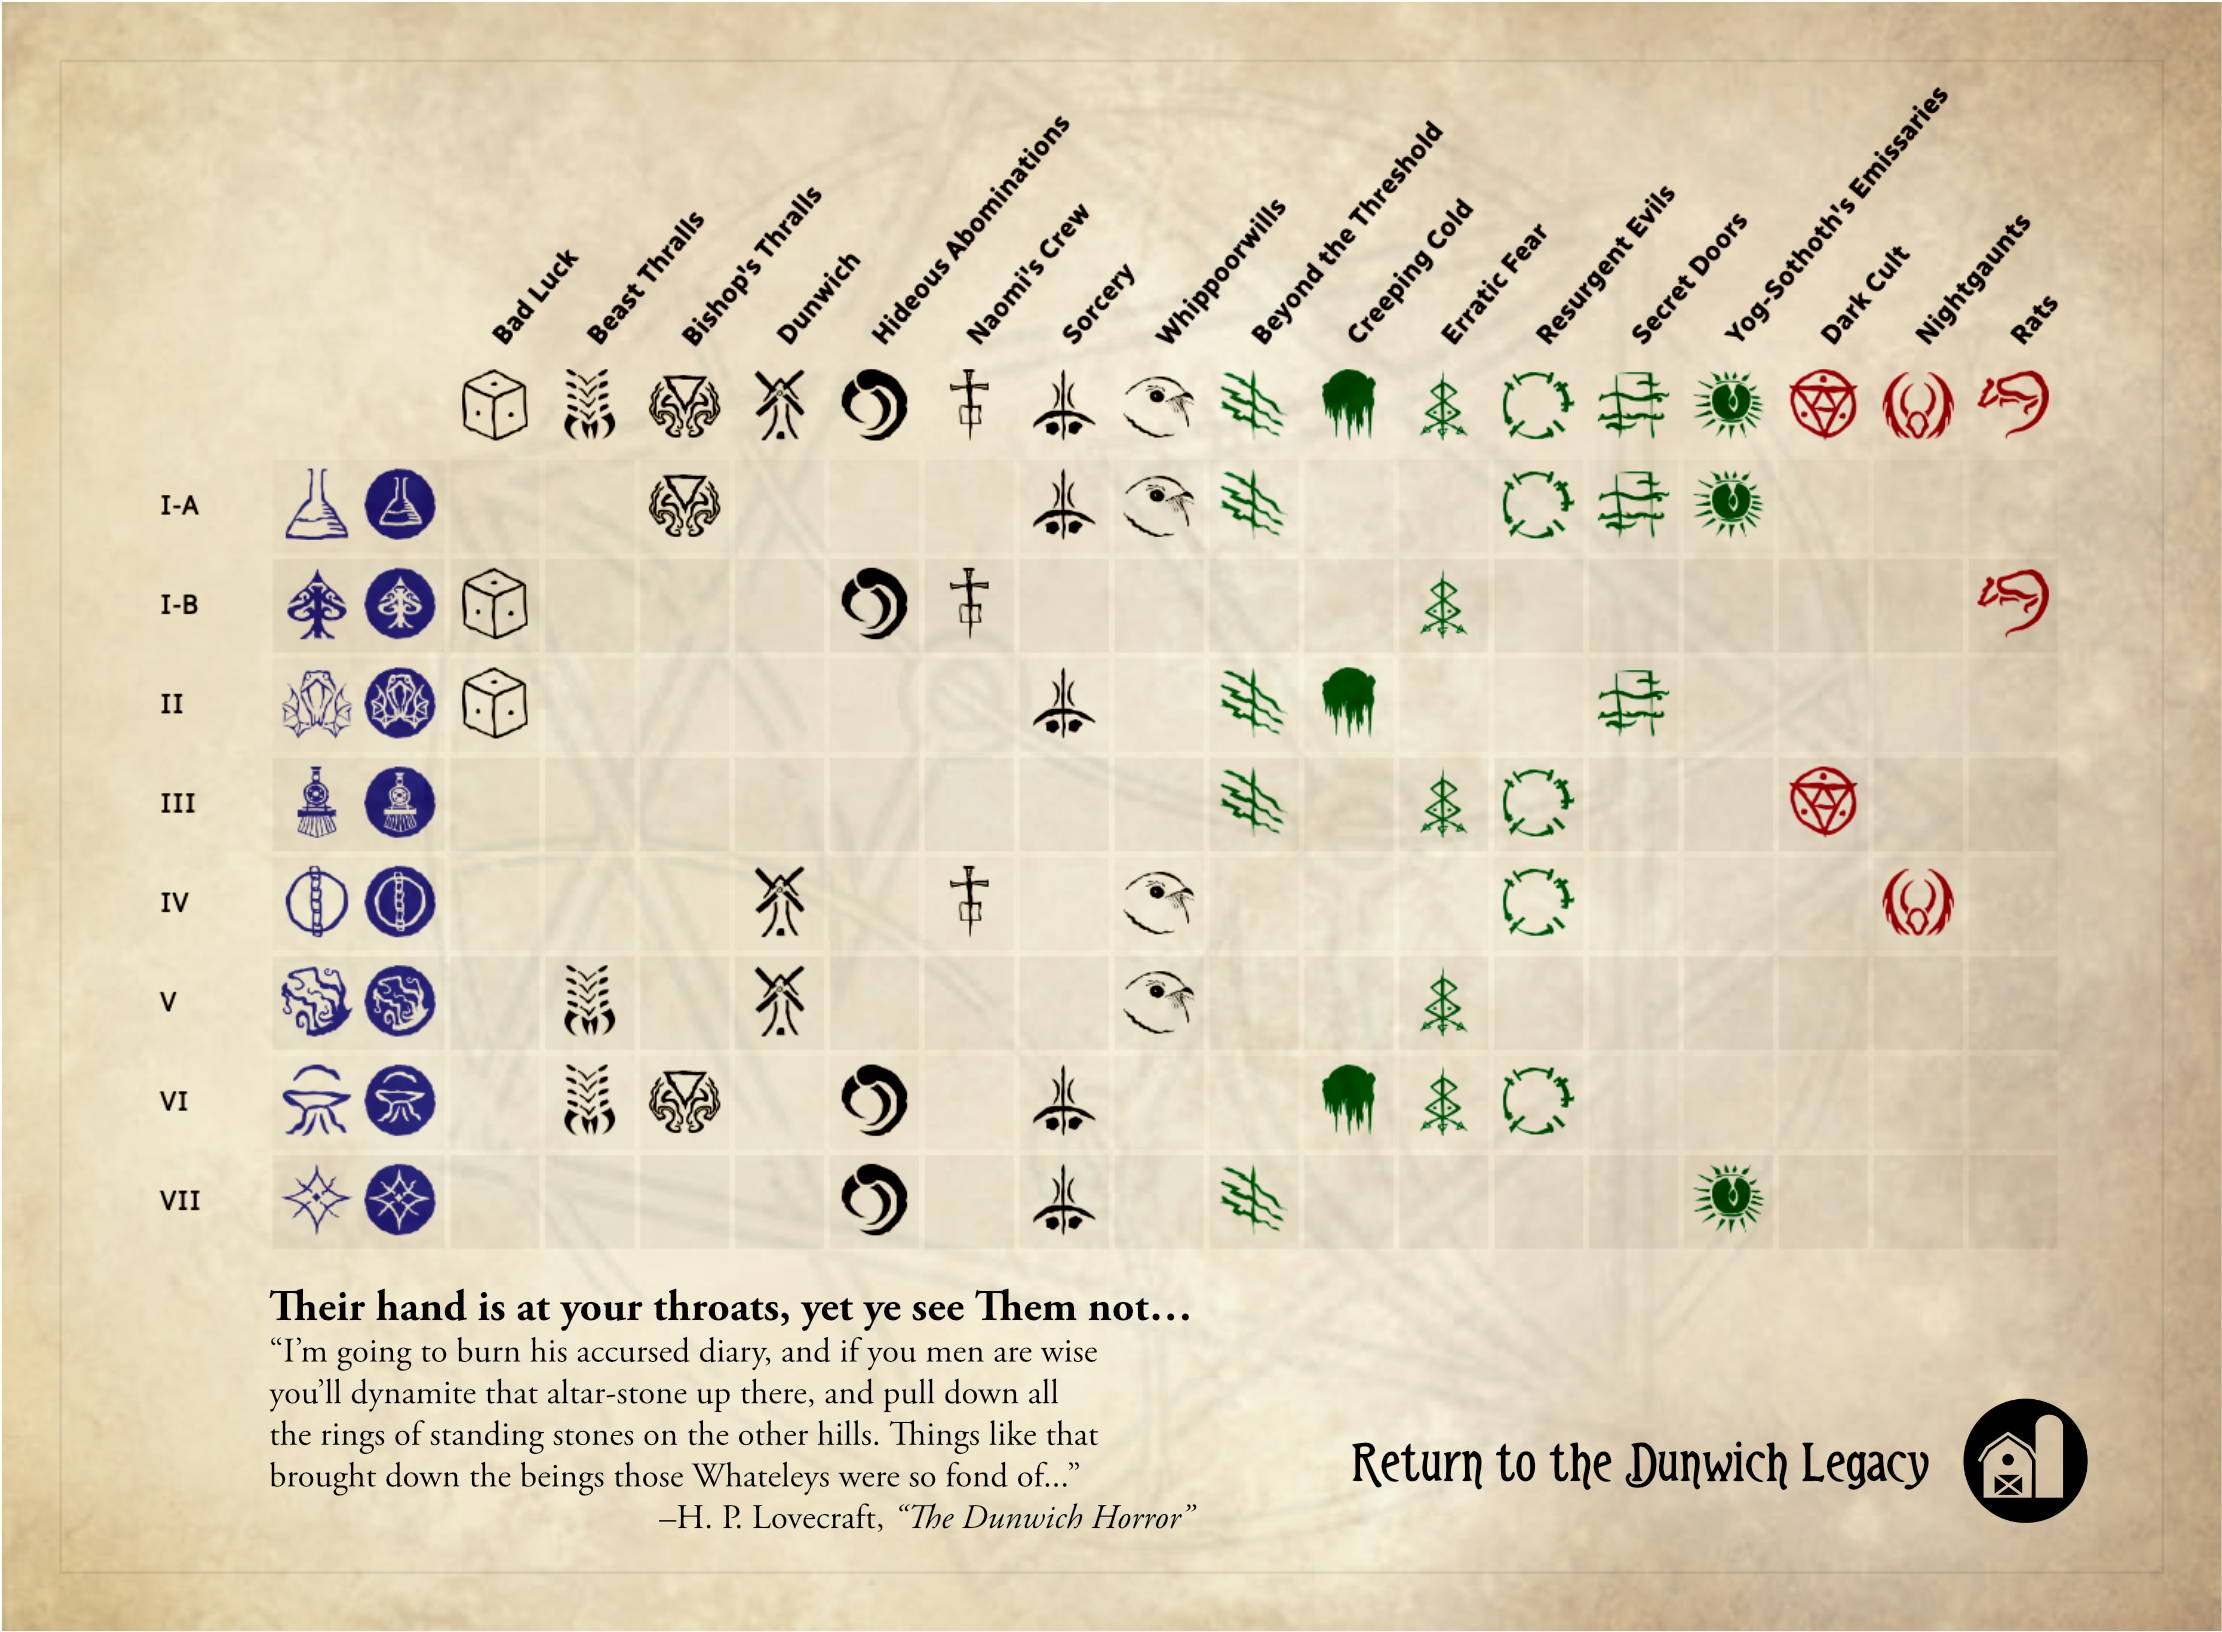 Bad Luck
Beast Thralls
Bishop's Thralls
Dunwich
Hideous Abominations
Naomi's Crew
Sorcery
Whippoorwills
Beyond the Threshold
Creeping Cold
Erratic Fear
Resurgent Evils
Secret Doors
Yog-Sothoth's Emissaries
Dark Cult
Nightgaunts
Rats
I-A
I-B
II
III
IV
V
VI
VII
Their hand is at your throats, yet ye see Them not…
“I’m going to burn his accursed diary, and if you men are wise
you’ll dynamite that altar-stone up there, and pull down all
the rings of standing stones on the other hills. Things like that
brought down the beings those Whateleys were so fond of...”
–H. P. Lovecraft, “The Dunwich Horror”
Return to the Dunwich Legacy